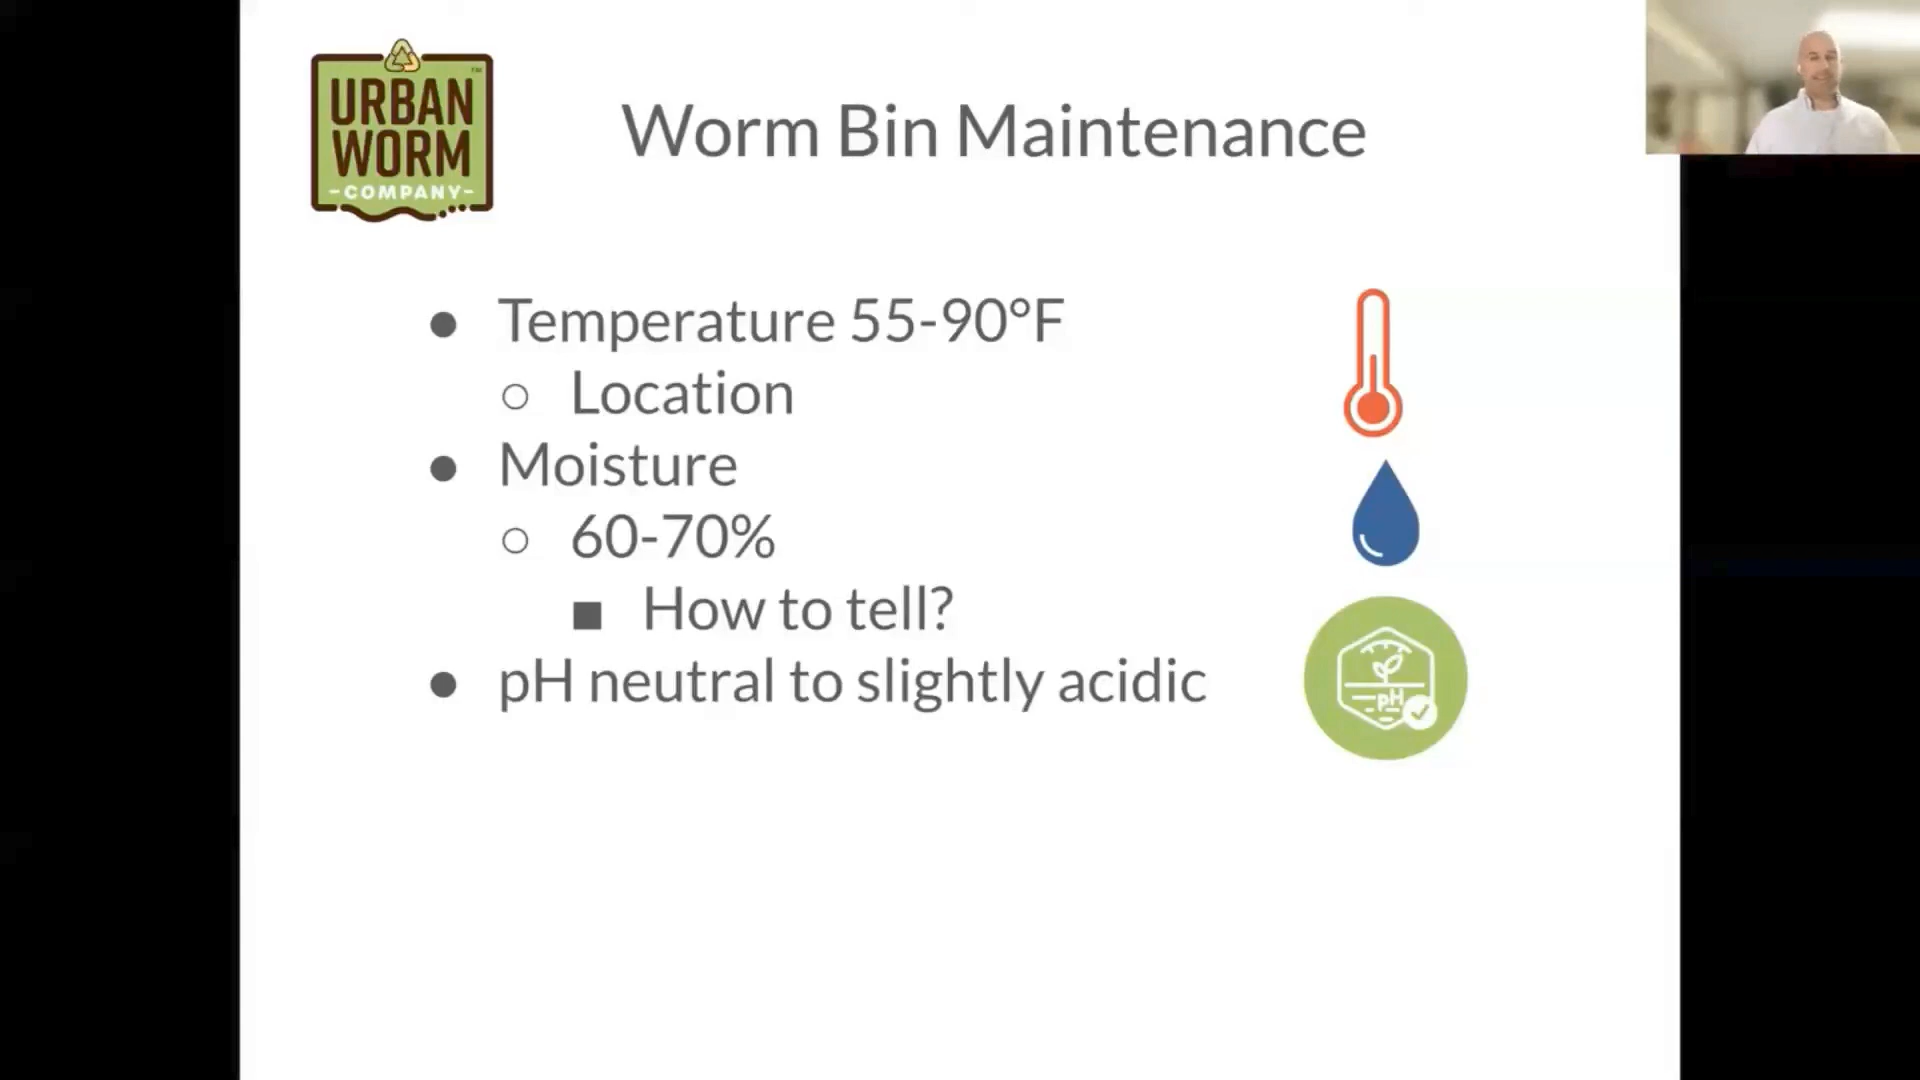 URBAN
WORM
-COMPANY-
TM
Worm Bin Maintenance
● Temperature 55-90°F
○ Location
● Moisture
○ 60-70%
■ How to tell?
● pH neutral to slightly acidic
pH